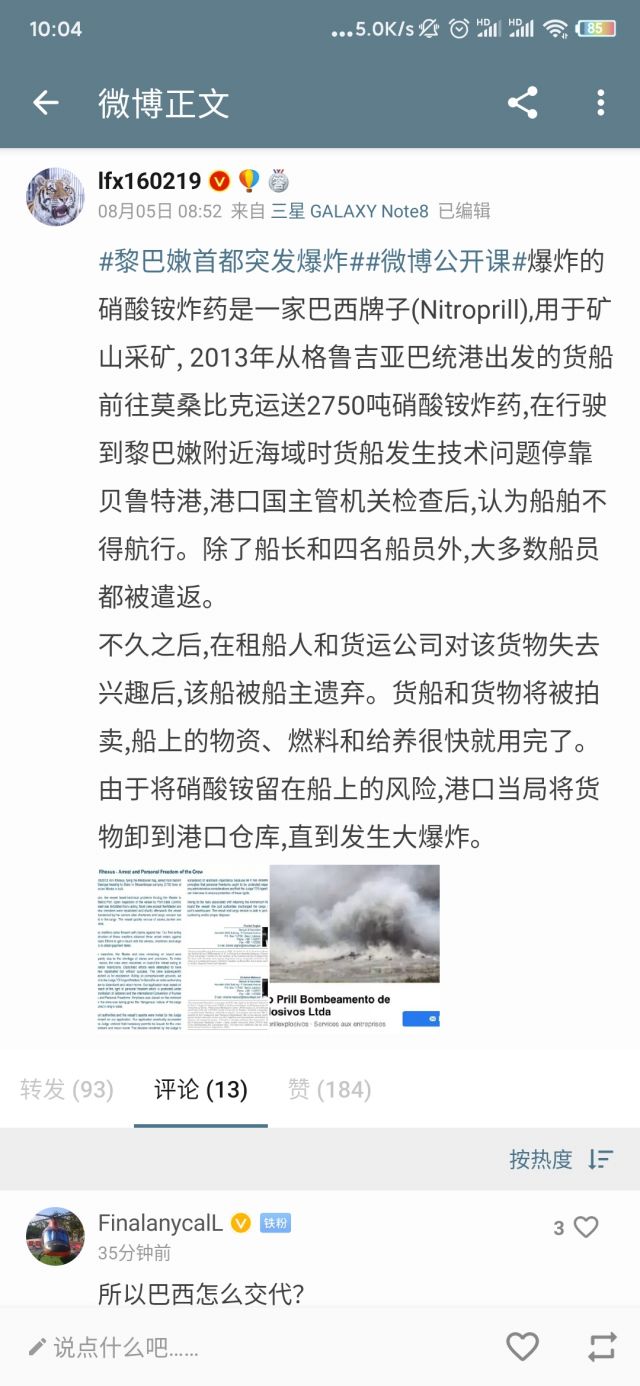 10:04
...5.0K/s
HD
HD
85
微博正文
lfx160219
08月05日 08:52 来自 三星 GALAXY Note8 已编辑
#黎巴嫩首都突发爆炸##微博公开课#爆炸的
硝酸铵炸药是一家巴西牌子(Nitroprill),用于矿
山采矿, 2013年从格鲁吉亚巴统港出发的货船
前往莫桑比克运送2750吨硝酸铵炸药,在行驶
到黎巴嫩附近海域时货船发生技术问题停靠
贝鲁特港,港口国主管机关检查后,认为船舶不
得航行。除了船长和四名船员外,大多数船员
都被遣返。
不久之后,在租船人和货运公司对该货物失去
兴趣后,该船被船主遗弃。货船和货物将被拍
卖,船上的物资、燃料和给养很快就用完了。
由于将硝酸铵留在船上的风险,港口当局将货
物卸到港口仓库,直到发生大爆炸。
Rhosus - Arrest and Personal Freedom of the Crew
o Prill Bombeamento de
losivos Ltda
rillexplosivos · Services aux entreprises
转发 (93)
评论 (13)
赞 (184)
按热度
FinalanycalL
铁粉
3
35分钟前
所以巴西怎么交代?
说点什么吧......